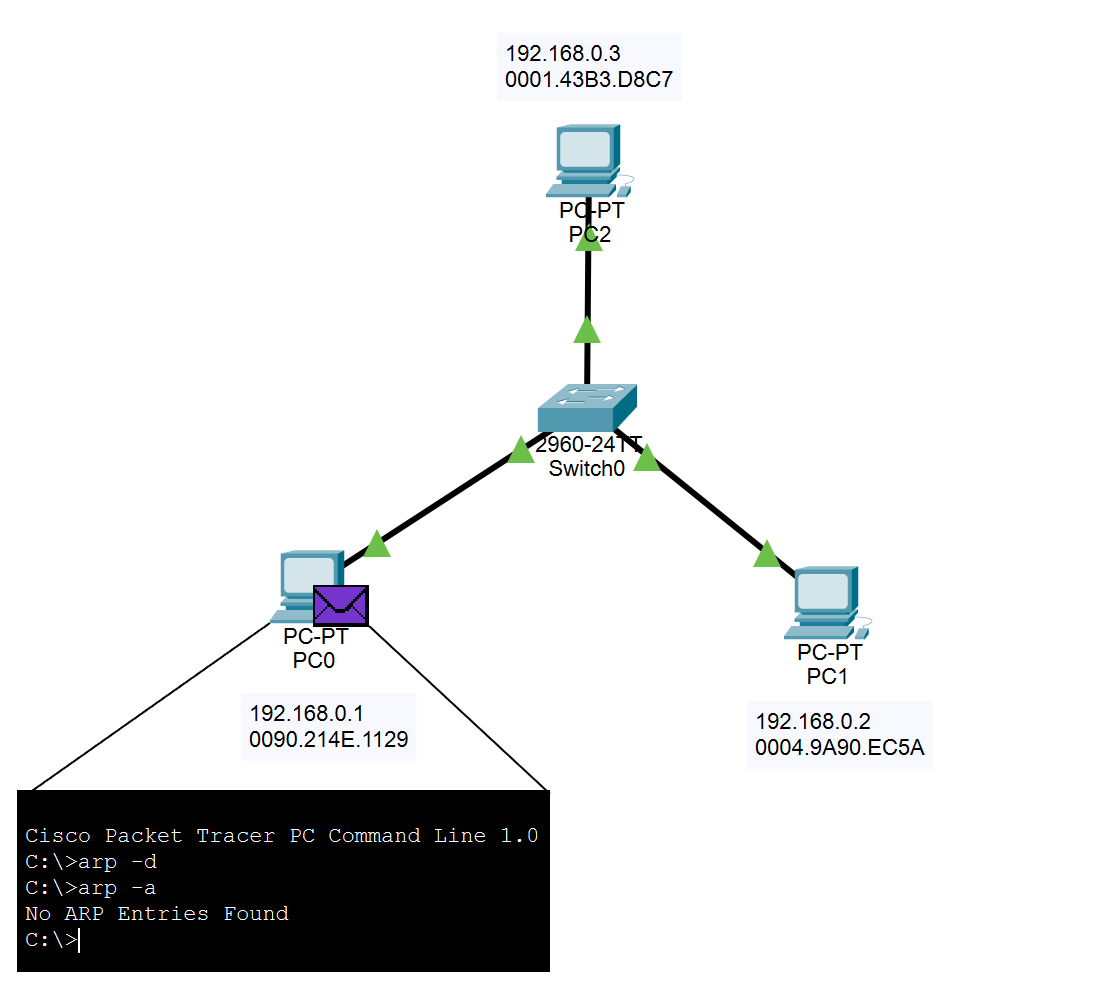 192.168.0.3
0001.43B3.D8C7
PC-PT
PC2
2960-24TT
Switch0
PC-PT
PC0
192.168.0.1
0090.214E.1129
PC-PT
PC1
192.168.0.2
0004.9A90.EC5A
Cisco Packet Tracer PC Command Line 1.0
C:\>arp -d
C:\>arp -a
No ARP Entries Found
C:\>